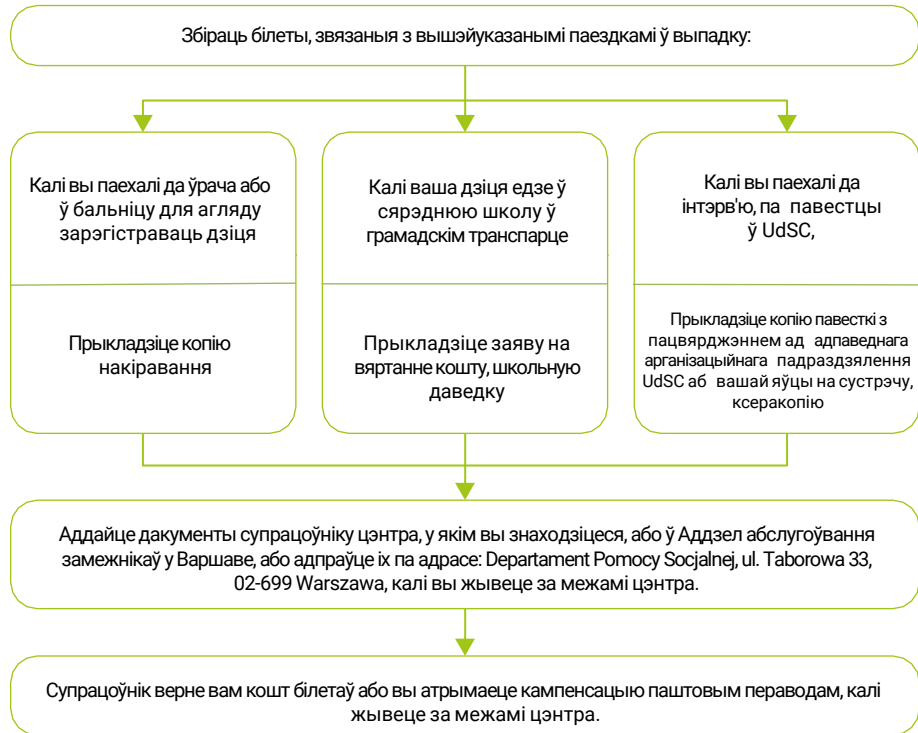 Збіраць білеты, звязаныя з вышэйуказанымі паездкамі ў выпадку:
Калі вы паехалі да ўрача або
ў бальніцу для агляду
зарэгістраваць дзіця
Прыкладзіце копію
накіравання
Калі ваша дзіця едзе ў
сярэднюю школу ў
грамадскім транспарце
Прыкладзіце заяву на
вяртанне кошту, школьную
даведку
Калі вы паехалі да
інтэрв'ю, па павестцы
ў UdSC,
Прыкладзіце копію павесткі з
пацвярджэннем ад адпаведнага
арганізацыйнага падраздзялення
UdSC аб вашай яўцы на сустрэчу,
ксеракопію
Аддайце дакументы супрацоўніку цэнтра, у якім вы знаходзіцеся, або ў Аддзел абслугоўвання
замежнікаў у Варшаве, або адпраўце іх па адрасе: Departament Pomocy Socjalnej, ul. Taborowa 33,
02-699 Warszawa, калі вы жывеце за межамі цэнтра.
Супрацоўнік верне вам кошт білетаў або вы атрымаеце кампенсацыю паштовым пераводам, калі
жывеце за межамі цэнтра.